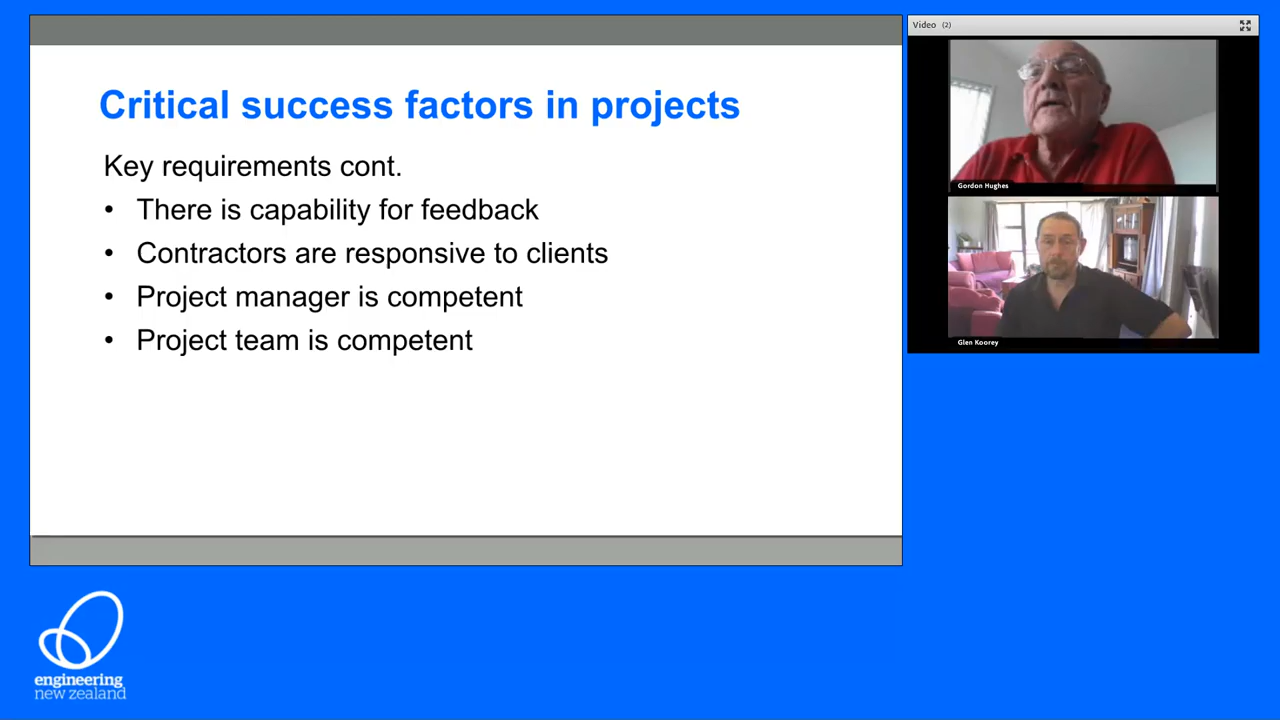 Critical success factors in projects
Key requirements cont.
• There is capability for feedback
• Contractors are responsive to clients
• Project manager is competent
• Project team is competent
Video (2)
Gordon Hughes
Glen Koorey
engineering
new zealand